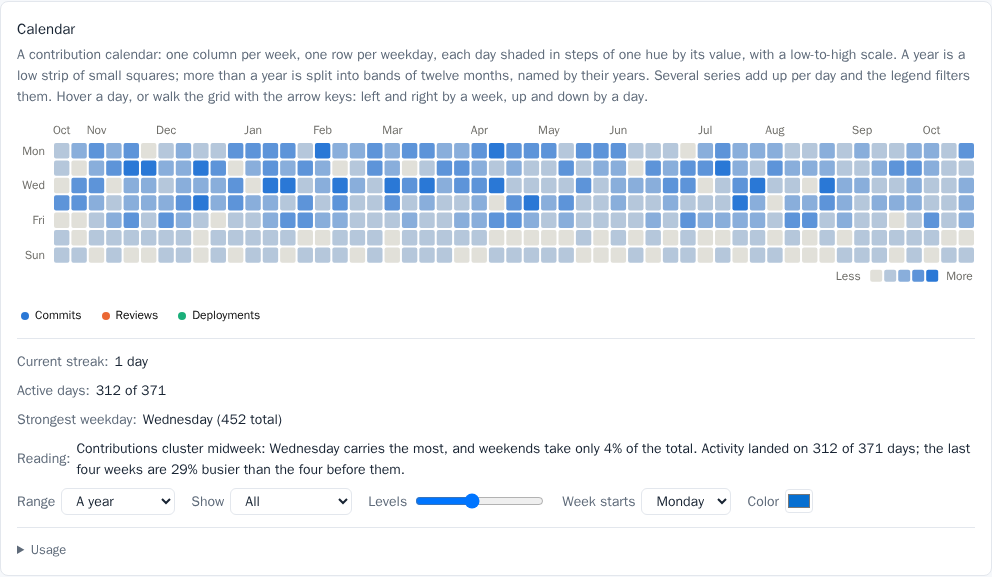 Calendar
A contribution calendar: one column per week, one row per weekday, each day shaded in steps of one hue by its value, with a low-to-high scale. A year is a
low strip of small squares; more than a year is split into bands of twelve months, named by their years. Several series add up per day and the legend filters
them. Hover a day, or walk the grid with the arrow keys: left and right by a week, up and down by a day.
Oct Nov Dec Jan Feb Mar Apr May Jun Jul Aug Sep Oct
Mon
Wed
Fri
Sun
Less More
Commits Reviews Deployments
Current streak: 1 day
Active days: 312 of 371
Strongest weekday: Wednesday (452 total)
Reading: Contributions cluster midweek: Wednesday carries the most, and weekends take only 4% of the total. Activity landed on 312 of 371 days; the last
four weeks are 29% busier than the four before them.
Range A year Show All Levels Week starts Monday Color
Usage